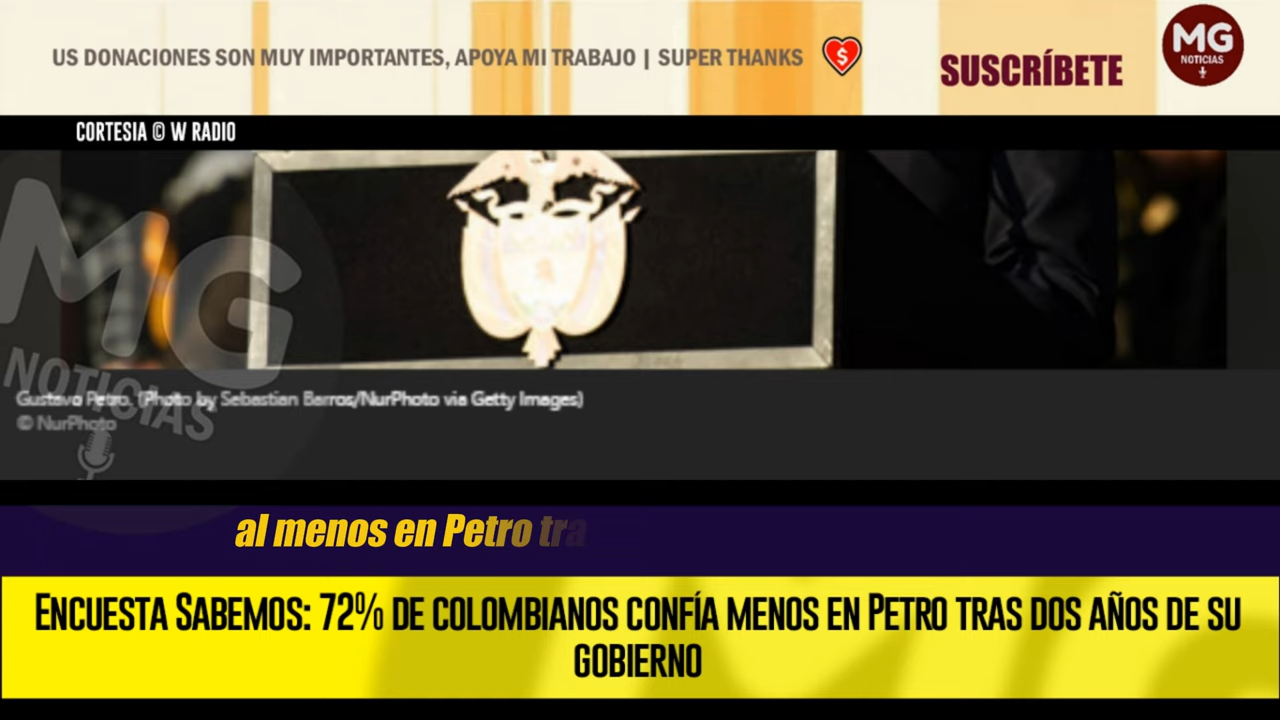 US DONACIONES SON MUY IMPORTANTES, APOYA MI TRABAJO | SUPER THANKS
$
SUSCRÍBETE
MG
NOTICIAS
CORTESIA © W RADIO
MG
NOTICIAS
Gustavo Petro. (Photo by Sebastian Barros/NurPhoto via Getty Images)
© NurPhoto
al menos en Petro tra
ENCUESTA SABEMOS: 72% DE COLOMBIANOS CONFÍA MENOS EN PETRO TRAS DOS AÑOS DE SU
GOBIERNO